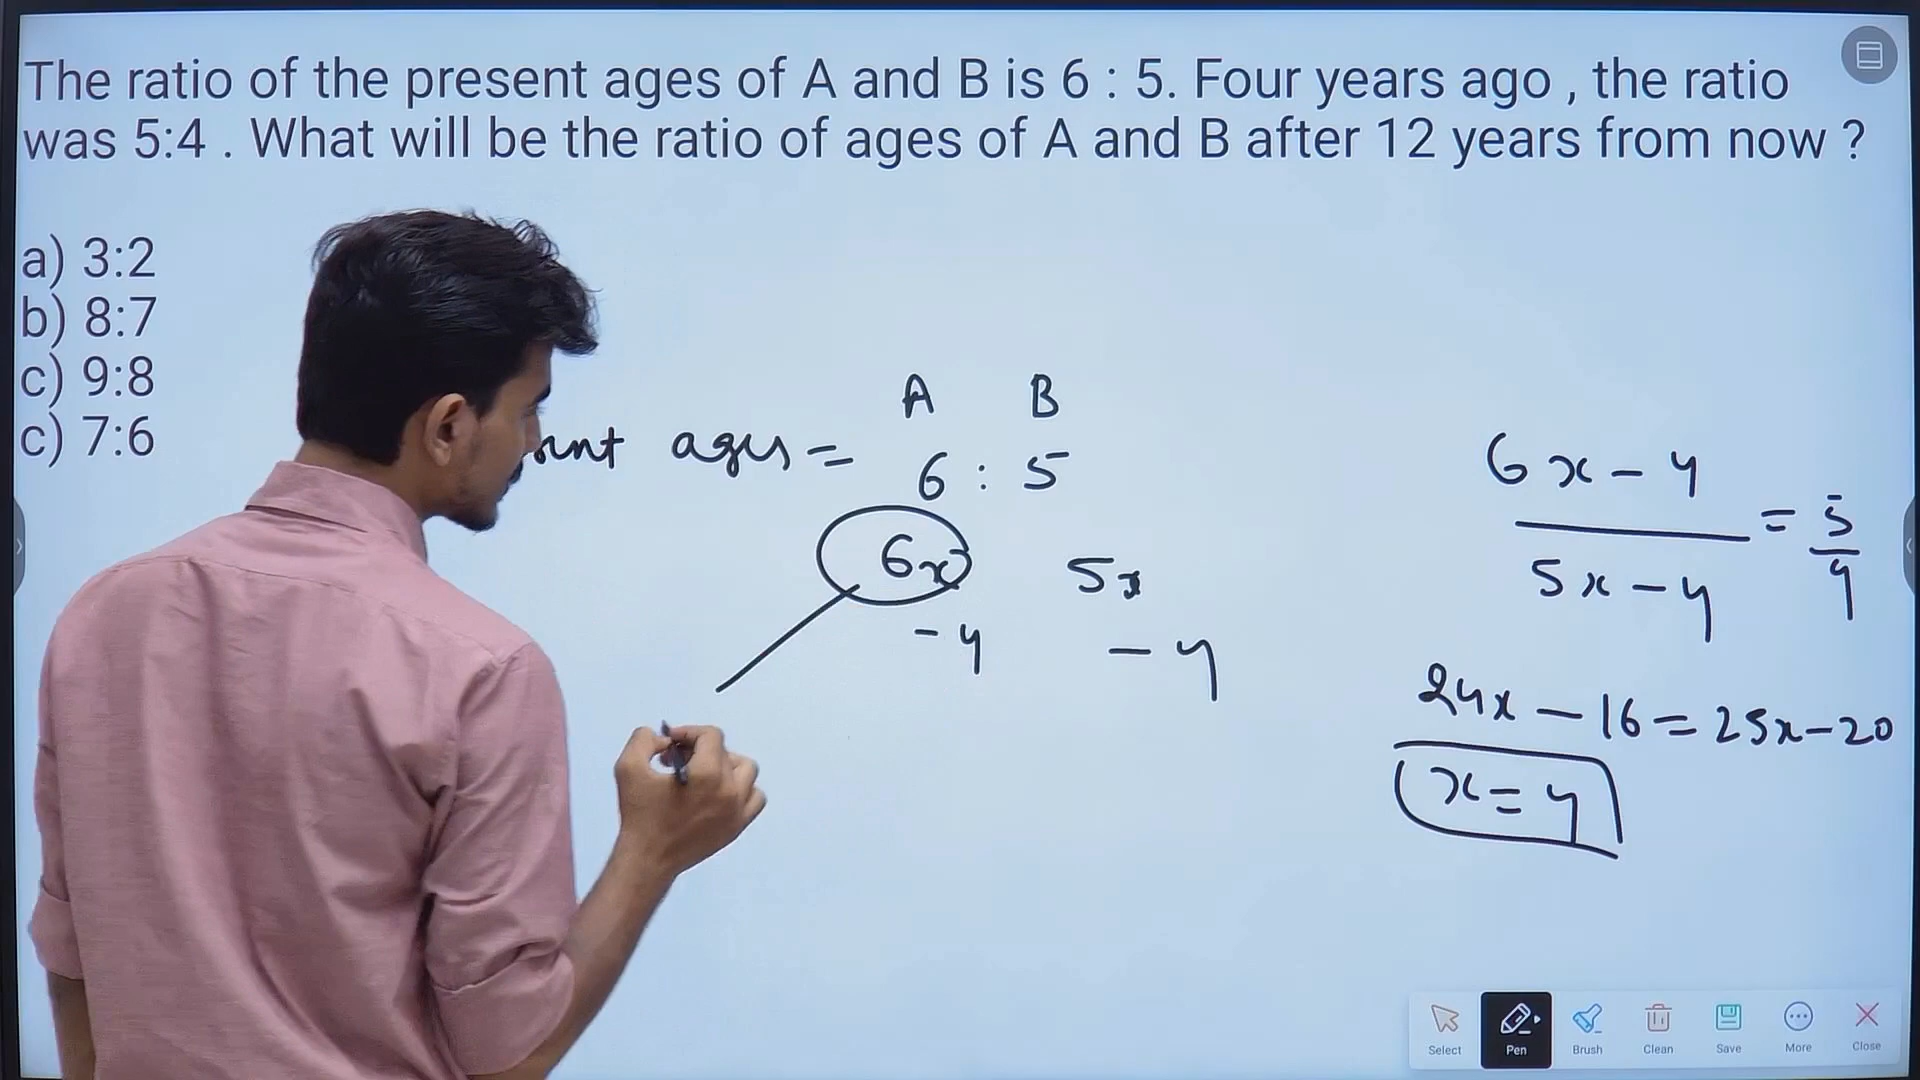 The ratio of the present ages of A and B is 6 : 5. Four years ago , the ratio
was 5:4 . What will be the ratio of ages of A and B after 12 years from now ?
a) 3:2
b) 8:7
c) 9:8
c) 7:6
A B
ages =
6 : 5
6x 5x
-4 -4
6x-4
5x-4
= 5
4
24x - 16 = 25x-20
x = 4
Select Pen Brush Clean Save More Close